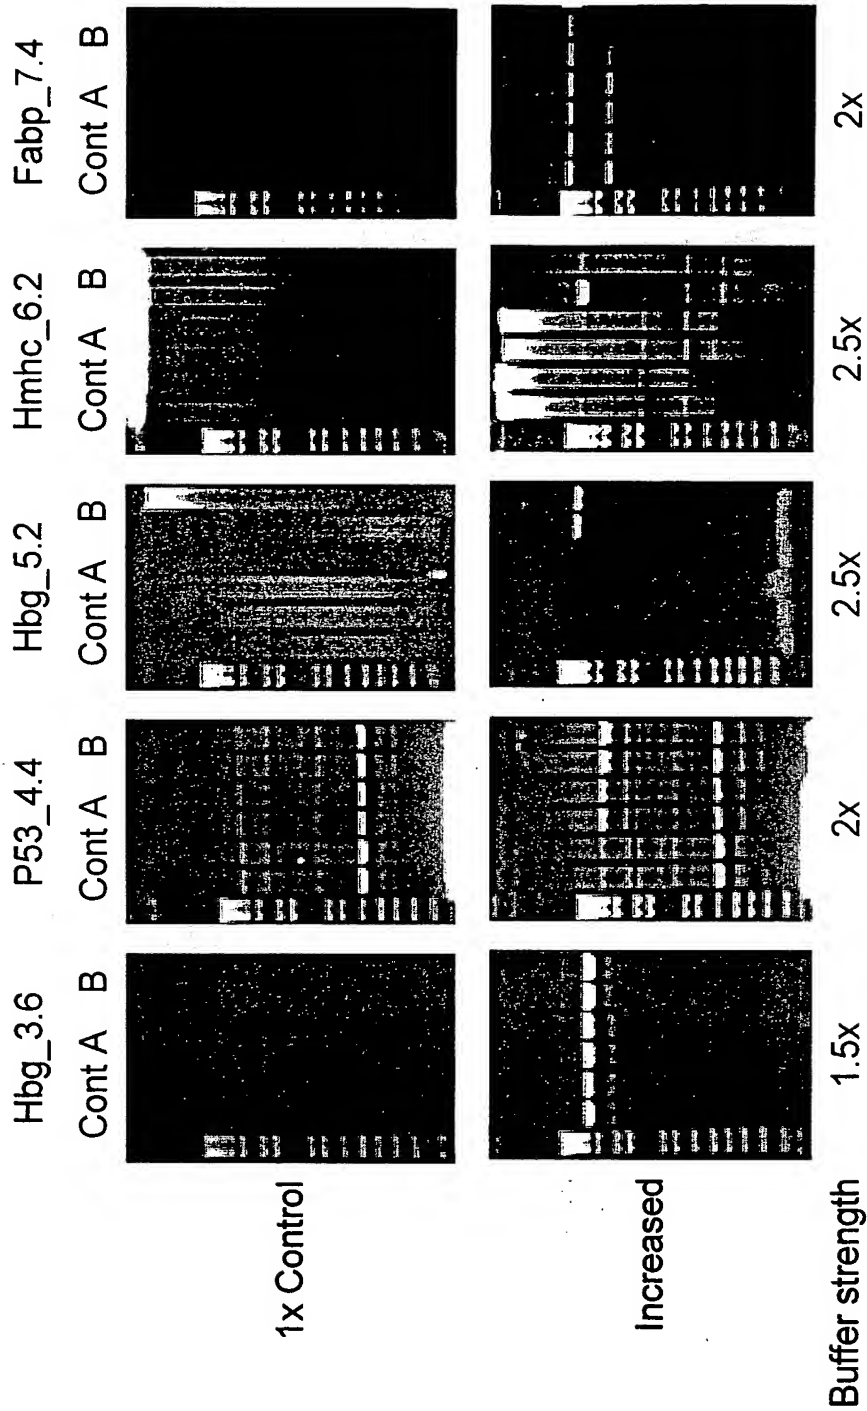 Hbg_3.6 P53_4.4 Hbg_5.2 Hmhc_6.2 Fabp_7.4
Cont A B Cont A B Cont A B Cont A B Cont A B
1x Control
Increased
Buffer strength 1.5x 2x 2.5x 2.5x 2x